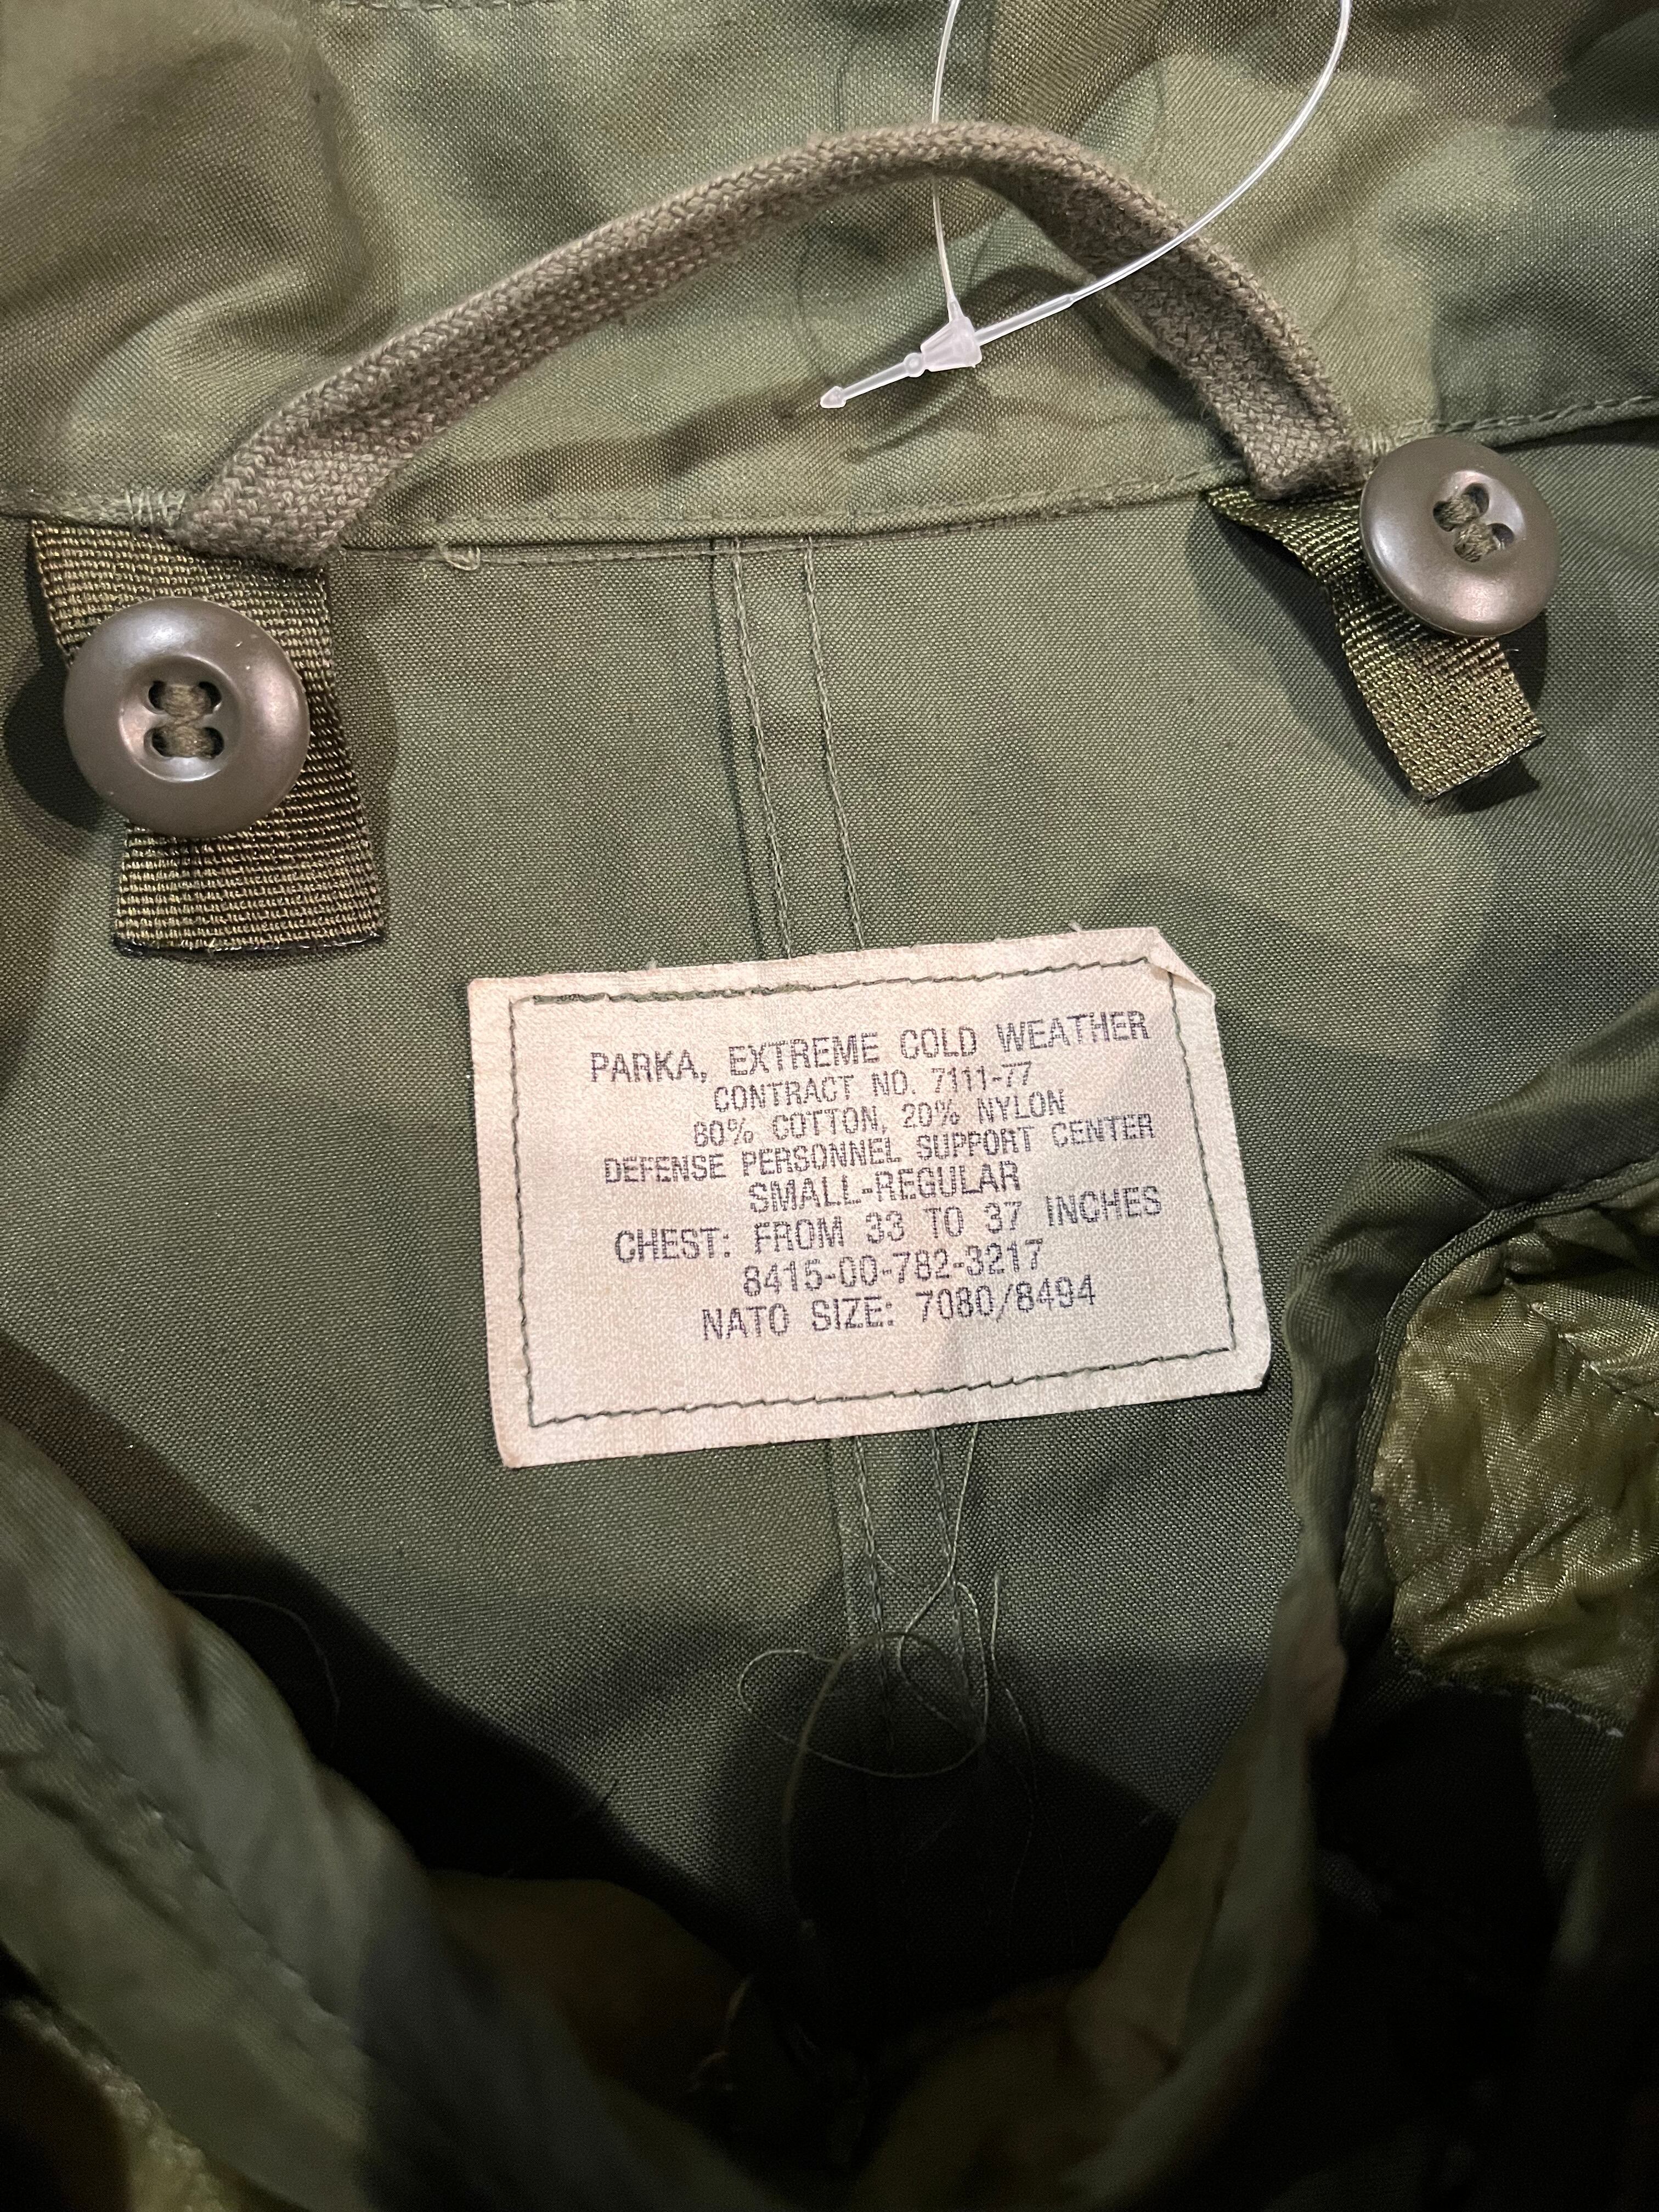 PARKA, EXTREME COLD WEATHER
CONTRACT NO. 7111-77
80% COTTON, 20% NYLON
DEFENSE PERSONNEL SUPPORT CENTER
SMALL-REGULAR
CHEST: FROM 33 TO 37 INCHES
8415-00-782-3217
NATO SIZE: 7080/8494